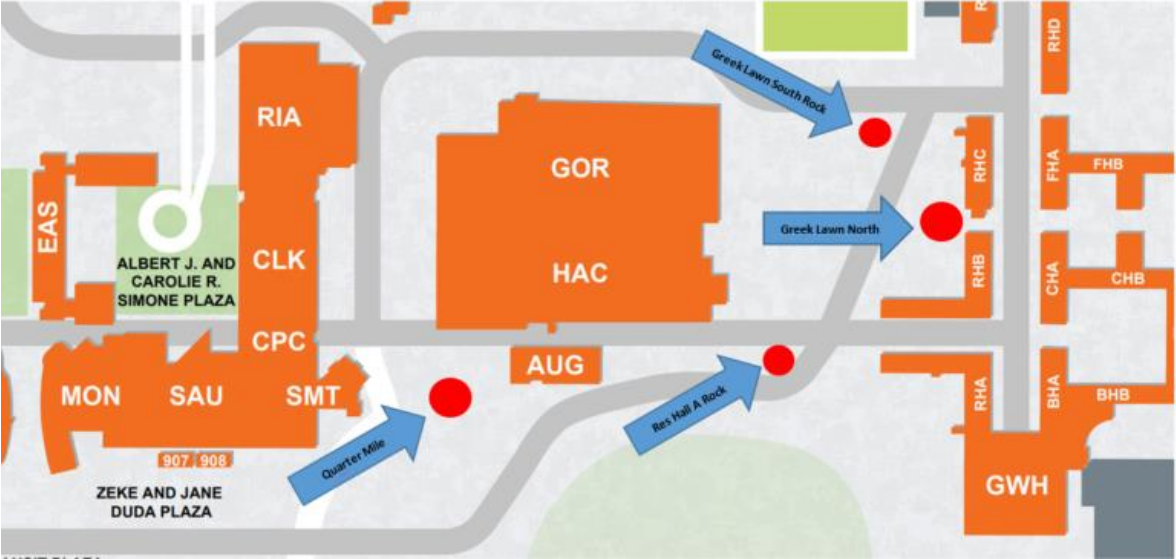 RHD
Greek Lawn South Rock
RIA
GOR
RHC
FHA
FHB
EAS
Greek Lawn North
ALBERT J. AND
CAROLIE R.
SIMONE PLAZA
CLK
HAC
RHB
CHA
CHB
CPC
AUG
MON
SAU
SMT
Res Hall A Rock
RHA
BHA
BHB
Quarter Mile
907
908
ZEKE AND JANE
DUDA PLAZA
GWH